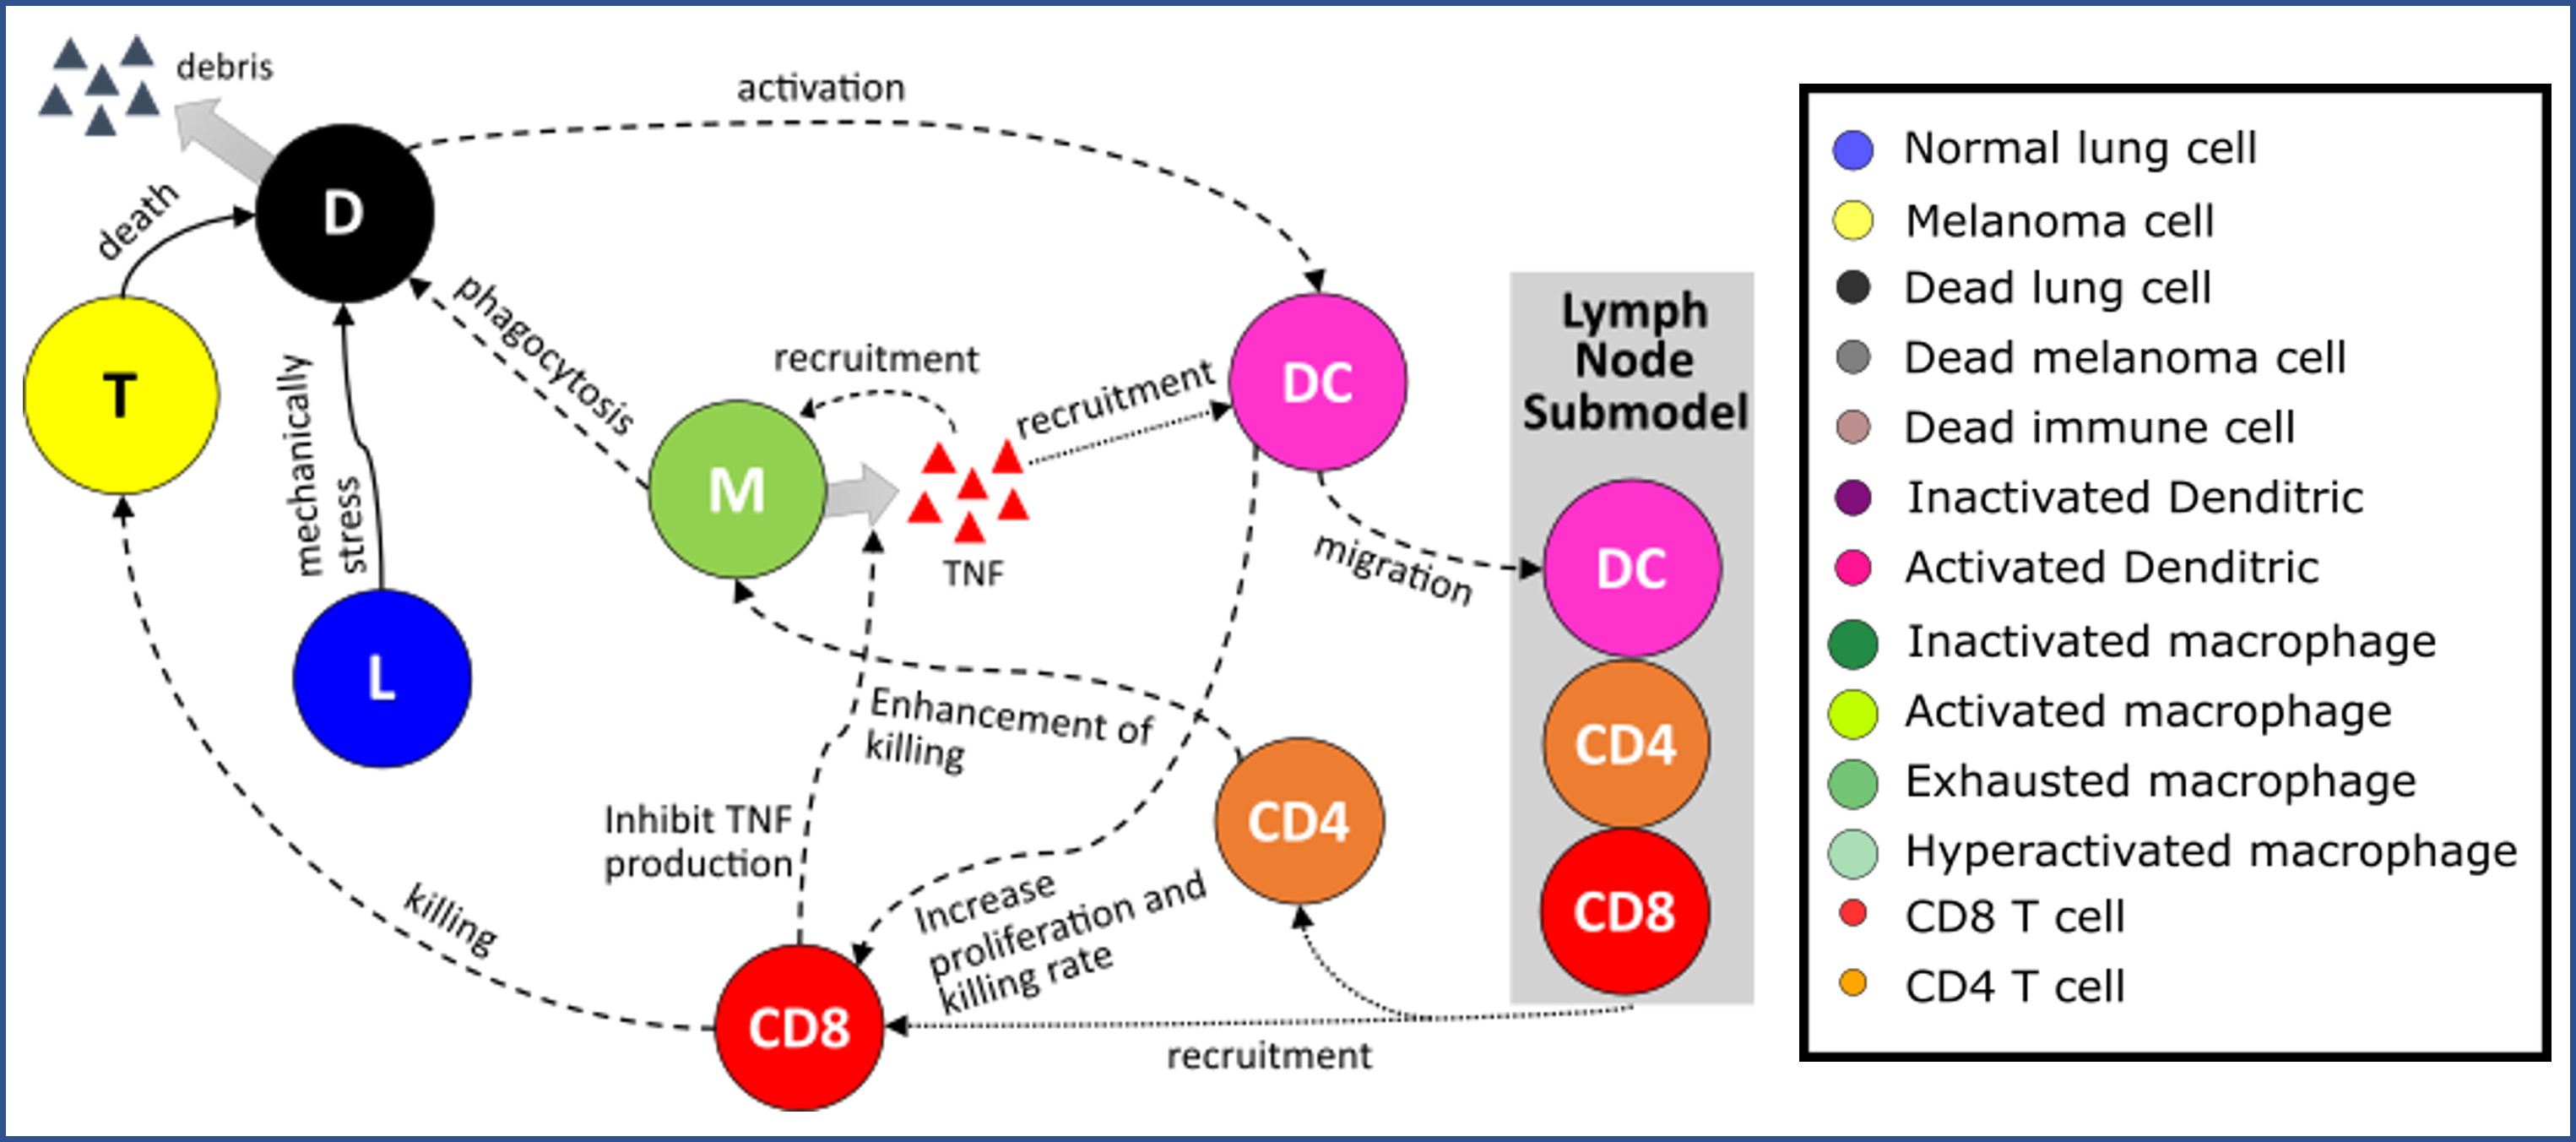 debris
activation
death
D
phagocytosis
mechanically
stress
T
recruitment
recruitment
DC
M
TNF
migration
L
Enhancement of
killing
Inhibit TNF
production
killing
CD4
Increase
proliferation and
killing rate
CD8
recruitment
Lymph
Node
Submodel
DC
CD4
CD8
Normal lung cell
Melanoma cell
Dead lung cell
Dead melanoma cell
Dead immune cell
Inactivated Denditric
Activated Denditric
Inactivated macrophage
Activated macrophage
Exhausted macrophage
Hyperactivated macrophage
CD8 T cell
CD4 T cell